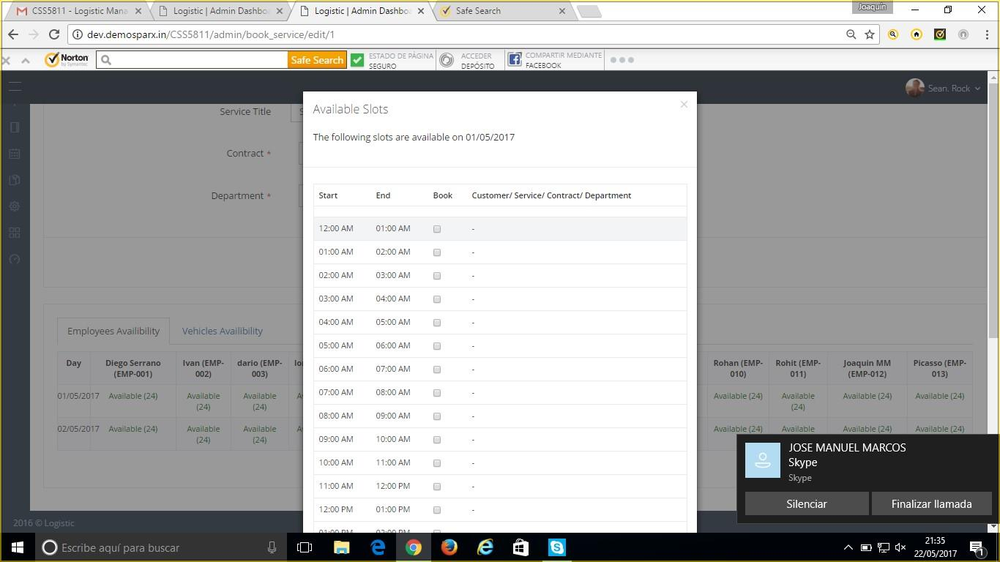 CSS5811 - Logistic Mana
Logistic | Admin Dashbo
Logistic | Admin Dashbo
Safe Search
Joaquín
dev.demosparx.in/CSS5811/admin/book_service/edit/1
Norton
by Symantec
Safe Search
ESTADO DE PÁGINA
SEGURO
ACCEDER
DEPÓSITO
COMPARTIR MEDIANTE
FACEBOOK
Sean. Rock
Service Title
Contract *
Department *
Available Slots
×
The following slots are available on 01/05/2017
Start End Book Customer/ Service/ Contract/ Department
12:00 AM 01:00 AM -
01:00 AM 02:00 AM -
02:00 AM 03:00 AM -
03:00 AM 04:00 AM -
04:00 AM 05:00 AM -
05:00 AM 06:00 AM -
06:00 AM 07:00 AM -
07:00 AM 08:00 AM -
08:00 AM 09:00 AM -
09:00 AM 10:00 AM -
10:00 AM 11:00 AM -
11:00 AM 12:00 PM -
12:00 PM 01:00 PM -
01:00 PM 02:00 PM
Employees Availibility Vehicles Availibility
Day Diego Serrano Ivan (EMP- dario (EMP- Rohan (EMP- Rohit (EMP- Joaquin MM Picasso (EMP-
(EMP-001) 002) 003) 010) 011) (EMP-012) 013)
01/05/2017 Available (24) Available Available Available (24) Available Available (24) Available (24)
(24) (24) (24)
02/05/2017 Available (24) Available Available Available (24) Available Available (24) Available (24)
(24) (24)
JOSE MANUEL MARCOS
Skype
Skype
Silenciar Finalizar llamada
2016 © Logistic
Escribe aquí para buscar
21:35
22/05/2017
1